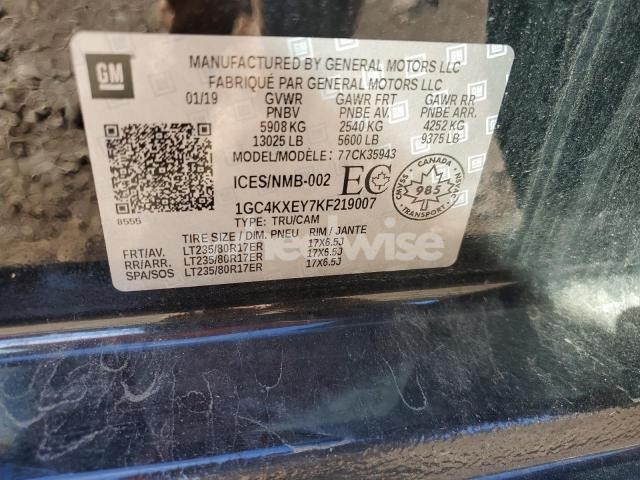 GM
MANUFACTURED BY GENERAL MOTORS LLC
FABRIQUÉ PAR GENERAL MOTORS LLC
01/19 GVWR GAWR FRT GAWR RR
PNBV PNBE AVT. PNBE ARR.
5908 KG 2540 KG 4252 KG
13025 LB 5600 LB 9375 LB
MODEL/MODÈLE: 77CK35943
ICES/NMB-002 EC
CANADA
CMVSS 985 NSVAC
TRANSPORT
8555
1GC4KXEY7KF219007
TYPE: TRU/CAM
TIRE SIZE / DIM. PNEU RIM / JANTE
FRT/AV. LT235/80R17ER 17X6.5J
RR/ARR. LT235/80R17ER 17X6.5J
SPA/SOS LT235/80R17ER 17X6.5J